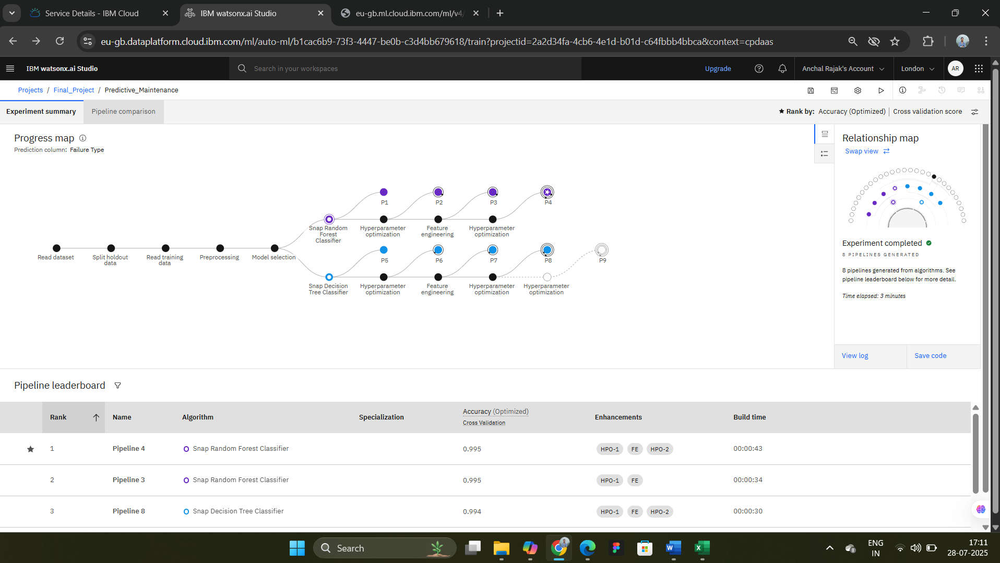 Service Details - IBM Cloud
IBM watsonx.ai Studio
eu-gb.ml.cloud.ibm.com/ml/v4/
eu-gb.dataplatform.cloud.ibm.com/ml/auto-ml/b1cac6b9-73f3-4447-be0b-c3d4bb679618/train?projectid=2a2d34fa-4cb6-4e1d-b01d-c64fbbb4bbca&context=cpdaas
IBM watsonx.ai Studio
Search in your workspaces
Upgrade
Anchal Rajak's Account
London
AR
Projects / Final_Project / Predictive_Maintenance
Experiment summary
Pipeline comparison
Rank by: Accuracy (Optimized) | Cross validation score
Progress map
Prediction column: Failure Type
Relationship map
Swap view
P1
P2
P3
P4
Snap Random
Forest
Classifier
Hyperparameter
optimization
Feature
engineering
Hyperparameter
optimization
Read dataset
Split holdout
data
Read training
data
Preprocessing
Model selection
P5
P6
P7
P8
P9
Snap Decision
Tree Classifier
Hyperparameter
optimization
Feature
engineering
Hyperparameter
optimization
Hyperparameter
optimization
Experiment completed
8 PIPELINES GENERATED
8 pipelines generated from algorithms. See
pipeline leaderboard below for more detail.
Time elapsed: 3 minutes
View log
Save code
Pipeline leaderboard
Rank
Name
Algorithm
Specialization
Accuracy (Optimized)
Cross Validation
Enhancements
Build time
1 Pipeline 4 Snap Random Forest Classifier 0.995 HPO-1 FE HPO-2 00:00:43
2 Pipeline 3 Snap Random Forest Classifier 0.995 HPO-1 FE 00:00:34
3 Pipeline 8 Snap Decision Tree Classifier 0.994 HPO-1 FE HPO-2 00:00:30
Search
ENG
IN
17:11
28-07-2025